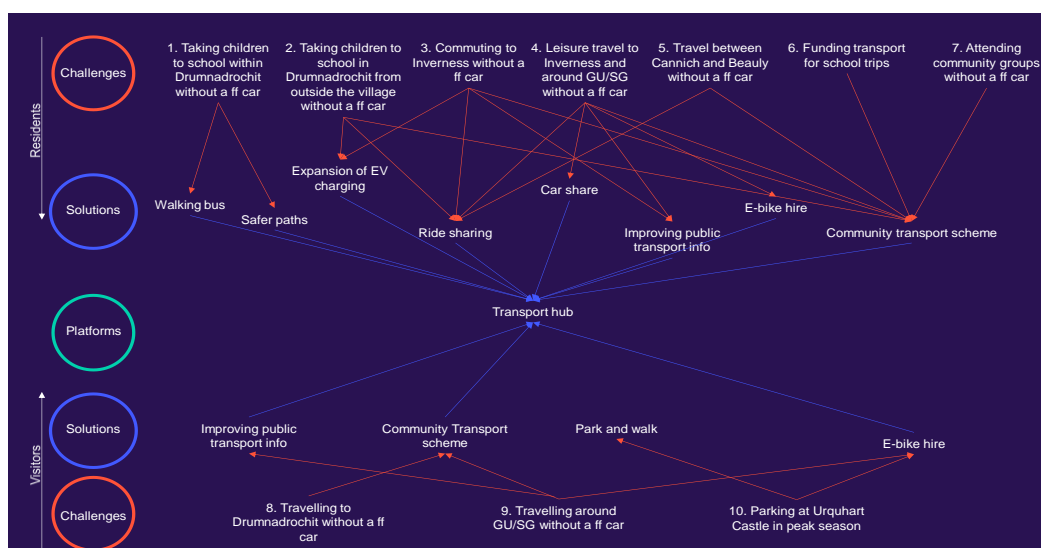 Residents
Challenges
1. Taking children
to school within
Drumnadrochit
without a ff car
2. Taking children to
school in
Drumnadrochit from
outside the village
without a ff car
3. Commuting to
Inverness without a
ff car
4. Leisure travel to
Inverness and
around GU/SG
without a ff car
5. Travel between
Cannich and Beauly
without a ff car
6. Funding transport
for school trips
7. Attending
community groups
without a ff car
Solutions
Walking bus
Safer paths
Expansion of EV
charging
Ride sharing
Car share
Improving public
transport info
E-bike hire
Community transport scheme
Platforms
Transport hub
Visitors
Solutions
Improving public
transport info
Community Transport
scheme
Park and walk
E-bike hire
Challenges
8. Travelling to
Drumnadrochit without a ff
car
9. Travelling around
GU/SG without a ff car
10. Parking at Urquhart
Castle in peak season